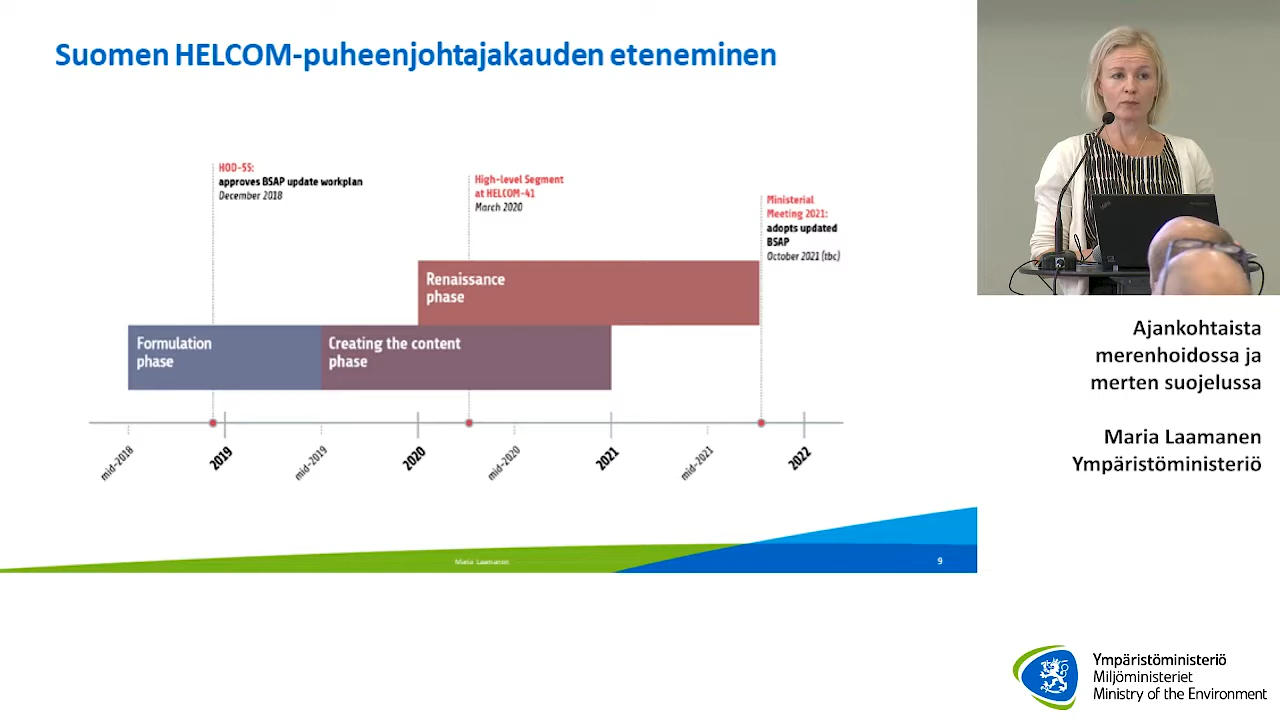 Suomen HELCOM-puheenjohtajakauden eteneminen
HOD-55:
approves BSAP update workplan
December 2018
High-level Segment
at HELCOM-41
March 2020
Ministerial
Meeting 2021:
adopts updated
BSAP
October 2021 (tbc)
Renaissance
phase
Formulation
phase
Creating the content
phase
mid-2018
2019
mid-2019
2020
mid-2020
2021
mid-2021
2022
Maria Laamanen
9
Ajankohtaista
merenhoidossa ja
merten suojelussa
Maria Laamanen
Ympäristöministeriö
Ympäristöministeriö
Miljöministeriet
Ministry of the Environment